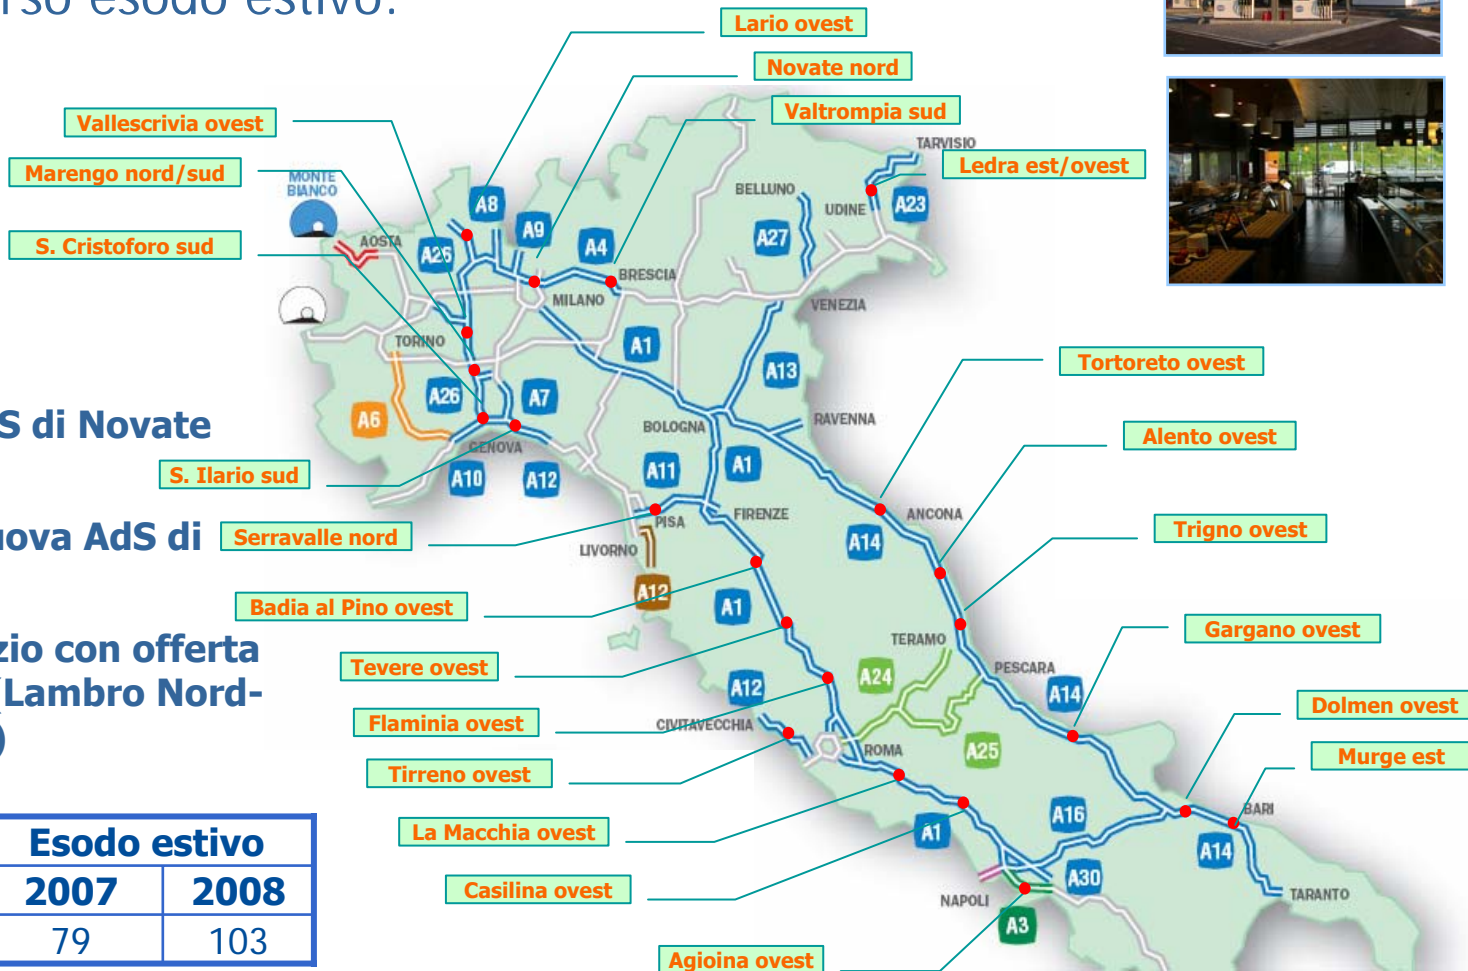 rso esodo estivo.
Lario ovest
Novate nord
Valtrompia sud
Vallescrivia ovest
Marengo nord/sud
S. Cristoforo sud
Ledra est/ovest
TARVISIO
MONTE
BIANCO
BELLUNO
UDINE
A8
A23
A9
A27
AOSTA
A26
A4
BRESCIA
MILANO
VENEZIA
TORINO
A1
A13
Tortoreto ovest
A26
A7
A6
S di Novate
RAVENNA
BOLOGNA
Alento ovest
GENOVA
S. Ilario sud
A10
A12
A11
A1
PISA
FIRENZE
ANCONA
uova AdS di
Serravalle nord
Trigno ovest
LIVORNO
A14
A12
Badia al Pino ovest
A1
Gargano ovest
TERAMO
zio con offerta
Tevere ovest
PESCARA
A24
(Lambro Nord-
A12
A14
Dolmen ovest
Flaminia ovest
CIVITAVECCHIA
)
ROMA
A25
Murge est
Tirreno ovest
BARI
La Macchia ovest
A1
A16
A14
Esodo estivo
2007 2008
79 103
Casilina ovest
A30
NAPOLI
TARANTO
A3
Agioina ovest